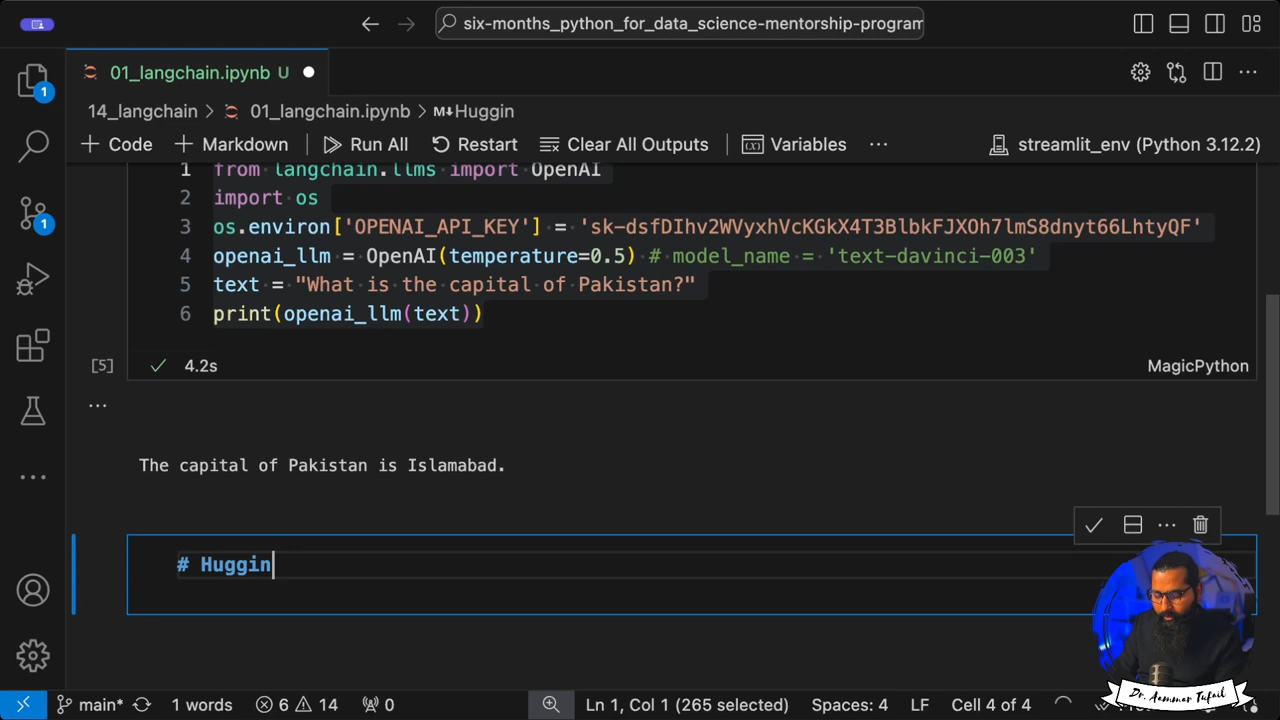 six-months_python_for_data_science-mentorship-program
1
01_langchain.ipynb U
14_langchain > 01_langchain.ipynb > M Huggin
+ Code + Markdown Run All Restart Clear All Outputs Variables ... streamlit_env (Python 3.12.2)
1 from langchain.llms import OpenAI
2 import os
1
3 os.environ['OPENAI_API_KEY'] = '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'
4 openai_llm = OpenAI(temperature=0.5) # model_name = 'text-davinci-003'
5 text = "What is the capital of Pakistan?"
6 print(openai_llm(text))
[5] 4.2s MagicPython
...
The capital of Pakistan is Islamabad.
# Huggin
Dr. Aammar Tufail
main* 1 words 6 14 0 Ln 1, Col 1 (265 selected) Spaces: 4 LF Cell 4 of 4